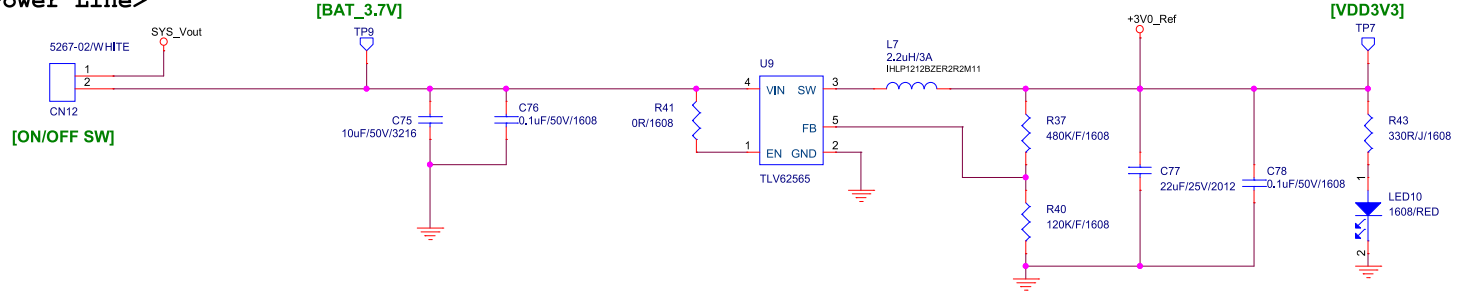 ower Line>
[BAT_3.7V]
[VDD3V3]
SYS_Vout
TP9
+3V0_Ref
TP7
5267-02/WHITE
1
2
CN12
[ON/OFF SW]
C75
10uF/50V/3216
C76
0.1uF/50V/1608
R41
0R/1608
U9
4
VIN
SW
3
FB
5
1
EN
GND
2
TLV62565
L7
2.2uH/3A
IHLP1212BZER2R2M11
R37
480K/F/1608
R40
120K/F/1608
C77
22uF/25V/2012
C78
0.1uF/50V/1608
R43
330R/J/1608
1
LED10
1608/RED
2